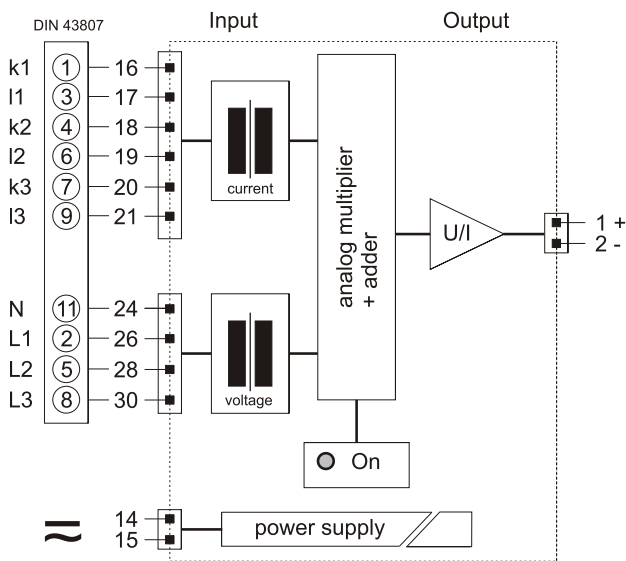 Input Output
DIN 43807
k1 1 16
l1 3 17
k2 4 18
l2 6 19
k3 7 20
l3 9 21
current
analog multiplier
+ adder
U/I
1 +
2 -
N 11 24
L1 2 26
L2 5 28
L3 8 30
voltage
On
14
15
power supply